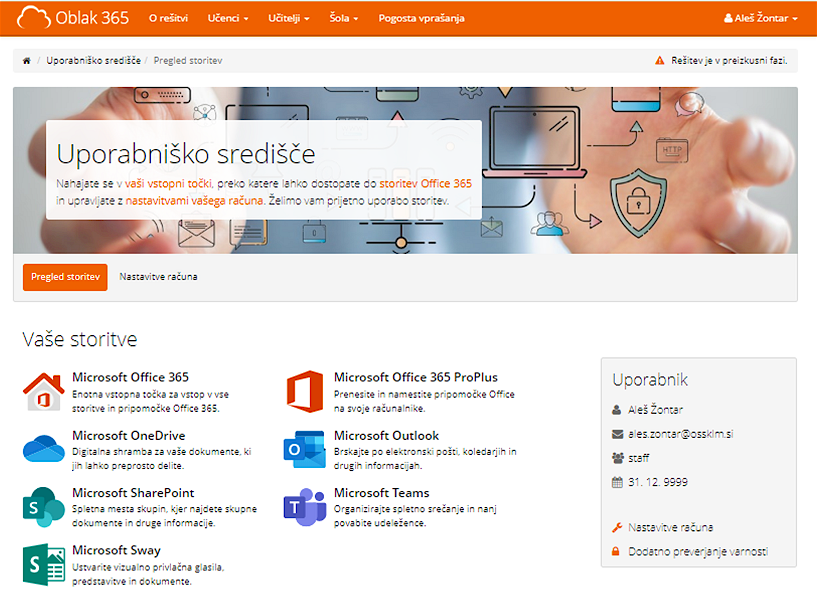 Oblak 365 O rešitvi Učenci Učitelji Šola Pogosta vprašanja Aleš Žontar
/ Uporabniško središče / Pregled storitev Rešitev je v preizkusni fazi.
HTTP
Uporabniško središče
Nahajate se v vaši vstopni točki, preko katere lahko dostopate do storitev Office 365
in upravljate z nastavitvami vašega računa. Želimo vam prijetno uporabo storitev.
Pregled storitev Nastavitve računa
Vaše storitve
Microsoft Office 365
Enotna vstopna točka za vstop v vse
storitve in pripomočke Office 365.
Microsoft Office 365 ProPlus
Prenesite in namestite pripomočke Office
na svoje računalnike.
Microsoft OneDrive
Digitalna shramba za vaše dokumente, ki
jih lahko preprosto delite.
O
Microsoft Outlook
Brskajte po elektronski pošti, koledarjih in
drugih informacijah.
S
Microsoft SharePoint
Spletna mesta skupin, kjer najdete skupne
dokumente in druge informacije.
T
Microsoft Teams
Organizirajte spletno srečanje in nanj
povabite udeležence.
S
Microsoft Sway
Ustvarite vizualno privlačna glasila,
predstavitve in dokumente.
Uporabnik
Aleš Žontar
ales.zontar@ossklm.si
staff
31. 12. 9999
Nastavitve računa
Dodatno preverjanje varnosti